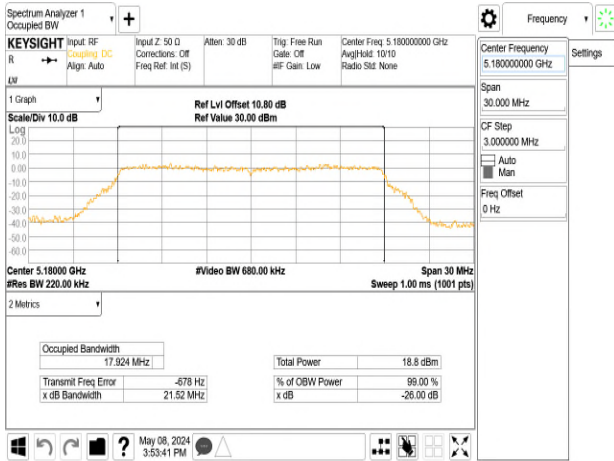 Spectrum Analyzer 1
Occupied BW
+
Frequency
KEYSIGHT
R
Input: RF
Coupling: DC
Align: Auto
Input Z: 50 Ω
Corrections: Off
Freq Ref: Int (S)
Atten: 30 dB
Trig: Free Run
Gate: Off
#IF Gain: Low
Center Freq: 5.180000000 GHz
Avg|Hold: 10/10
Radio Std: None
Center Frequency
5.180000000 GHz
Settings
Span
30.000 MHz
CF Step
3.000000 MHz
Auto
Man
Freq Offset
0 Hz
1 Graph
Scale/Div 10.0 dB
Ref Lvl Offset 10.80 dB
Ref Value 30.00 dBm
Log
20.0
10.0
0.00
-10.0
-20.0
-30.0
-40.0
-50.0
-60.0
Center 5.18000 GHz
#Video BW 680.00 kHz
Span 30 MHz
#Res BW 220.00 kHz
Sweep 1.00 ms (1001 pts)
2 Metrics
Occupied Bandwidth
17.924 MHz
Total Power 18.8 dBm
Transmit Freq Error -678 Hz
% of OBW Power 99.00 %
x dB Bandwidth 21.52 MHz
x dB -26.00 dB
?
May 08, 2024
3:53:41 PM